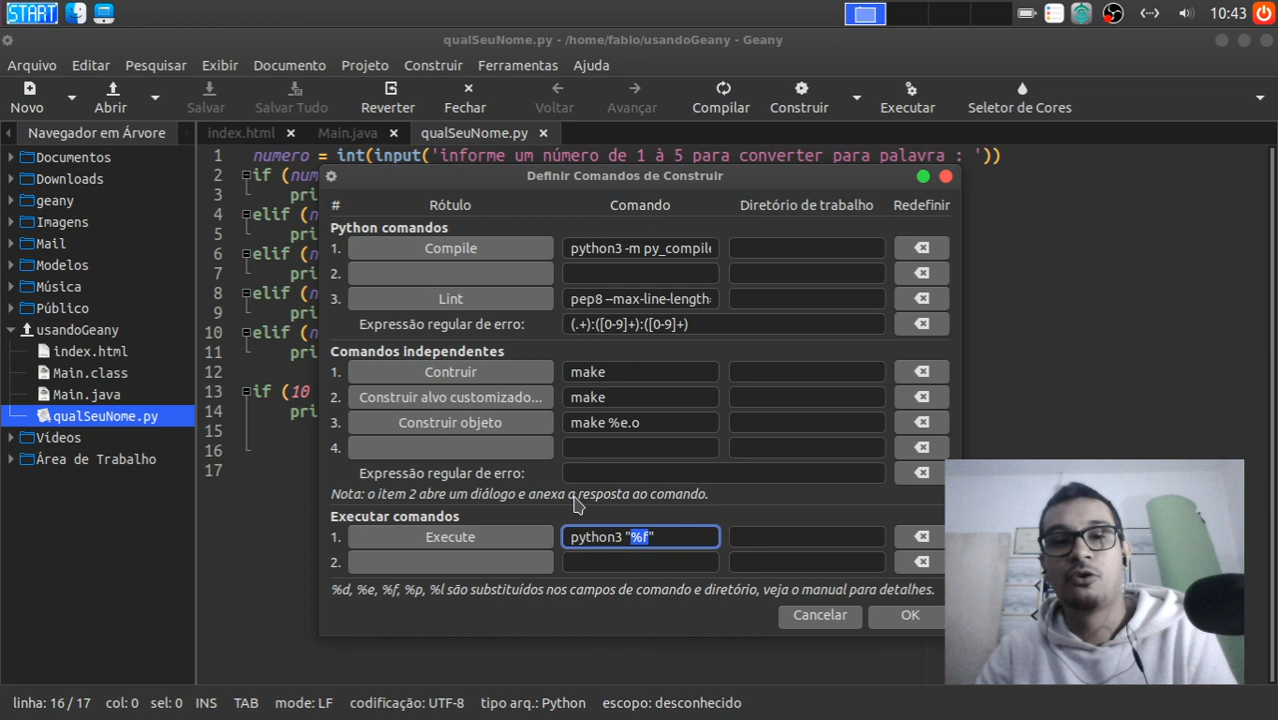 START
10:43
qualSeuNome.py - /home/fablo/usandoGeany - Geany
Arquivo Editar Pesquisar Exibir Documento Projeto Construir Ferramentas Ajuda
Novo Abrir Salvar Salvar Tudo Reverter Fechar Voltar Avançar Compilar Construir Executar Seletor de Cores
Navegador em Árvore index.html Main.java qualSeuNome.py
Documentos
Downloads
geany
Imagens
Mail
Modelos
Música
Público
usandoGeany
index.html
Main.class
Main.java
qualSeuNome.py
Vídeos
Área de Trabalho
1 numero = int(input('informe um número de 1 à 5 para converter para palavra : '))
2 if (num
3 pri
4 elif (n
5 pri
6 elif (n
7 pri
8 elif (n
9 pri
10 elif (n
11 pri
12
13 if (10
14 pri
15
16
17
Definir Comandos de Construir
# Rótulo Comando Diretório de trabalho Redefinir
Python comandos
1. Compile python3 -m py_compile
2.
3. Lint pep8 --max-line-length=
Expressão regular de erro: (.+):([0-9]+):([0-9]+)
Comandos independentes
1. Contruir make
2. Construir alvo customizado... make
3. Construir objeto make %e.o
4.
Expressão regular de erro:
Nota: o item 2 abre um diálogo e anexa a resposta ao comando.
Executar comandos
1. Execute python3 "%f"
2.
%d, %e, %f, %p, %l são substituídos nos campos de comando e diretório, veja o manual para detalhes.
Cancelar OK
linha: 16 / 17 col: 0 sel: 0 INS TAB mode: LF codificação: UTF-8 tipo arq.: Python escopo: desconhecido